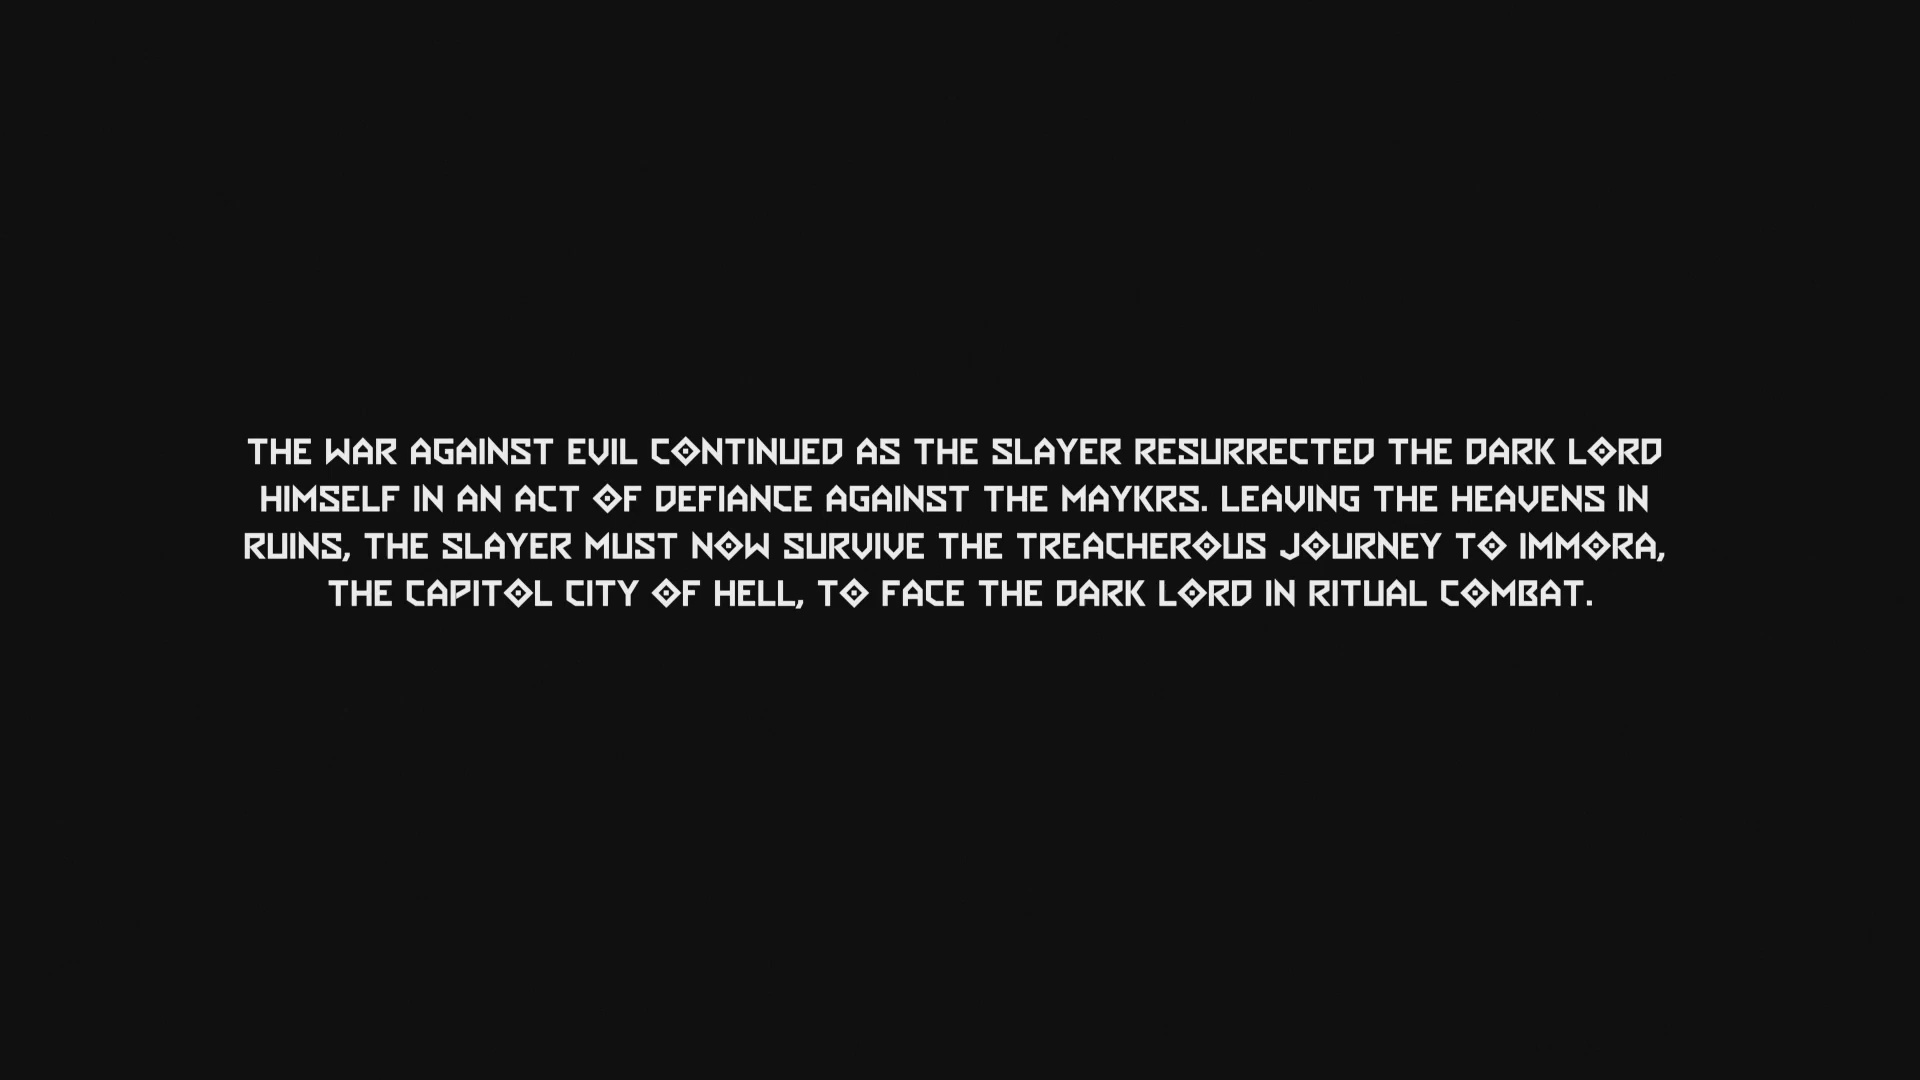 THE WAR AGAINST EVIL CONTINUED AS THE SLAYER RESURRECTED THE DARK LORD
HIMSELF IN AN ACT OF DEFIANCE AGAINST THE MAYKRS. LEAVING THE HEAVENS IN
RUINS, THE SLAYER MUST NOW SURVIVE THE TREACHEROUS JOURNEY TO IMMORA,
THE CAPITOL CITY OF HELL, TO FACE THE DARK LORD IN RITUAL COMBAT.